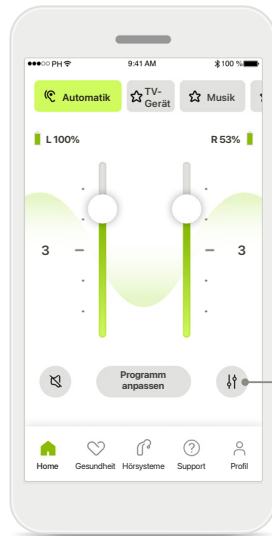 PH 9:41 AM 100 %
Automatik
TV-
Gerät
Musik
L 100% R 53%
3 3
Programm
anpassen
Home Gesundheit Hörsysteme Support Profil